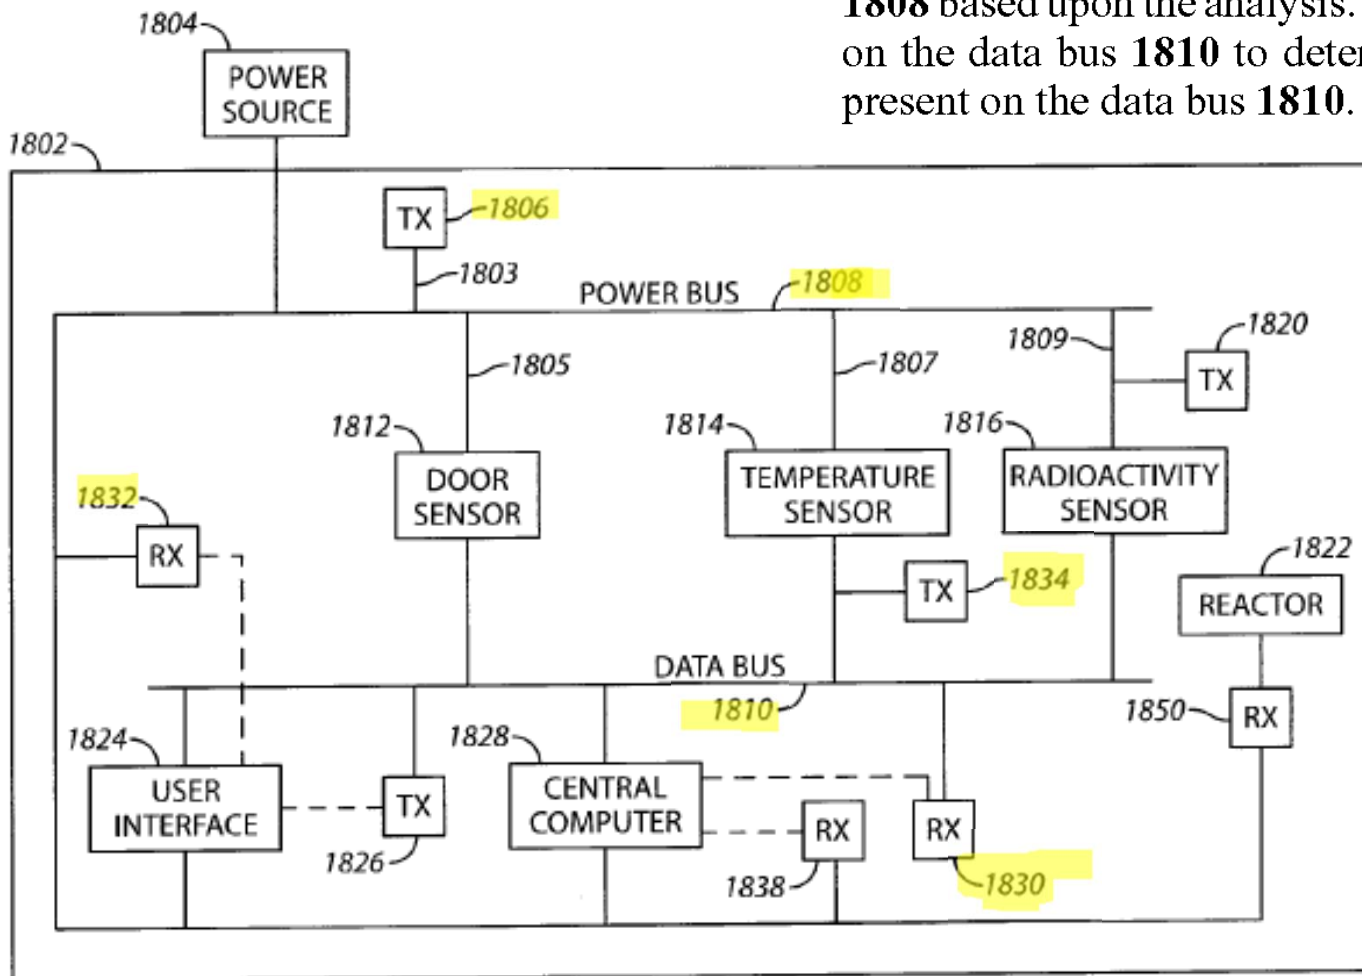 1808 based upon the analysis.
on the data bus 1810 to deter
present on the data bus 1810.
1804
POWER
SOURCE
1802
TX
1806
1803
POWER BUS
1808
1809
1820
TX
1805
1807
1812
1814
1816
DOOR
SENSOR
TEMPERATURE
SENSOR
RADIOACTIVITY
SENSOR
1832
RX
TX
1834
1822
REACTOR
DATA BUS
1810
1850
RX
1824
1828
USER
INTERFACE
TX
1826
CENTRAL
COMPUTER
RX
1838
RX
1830